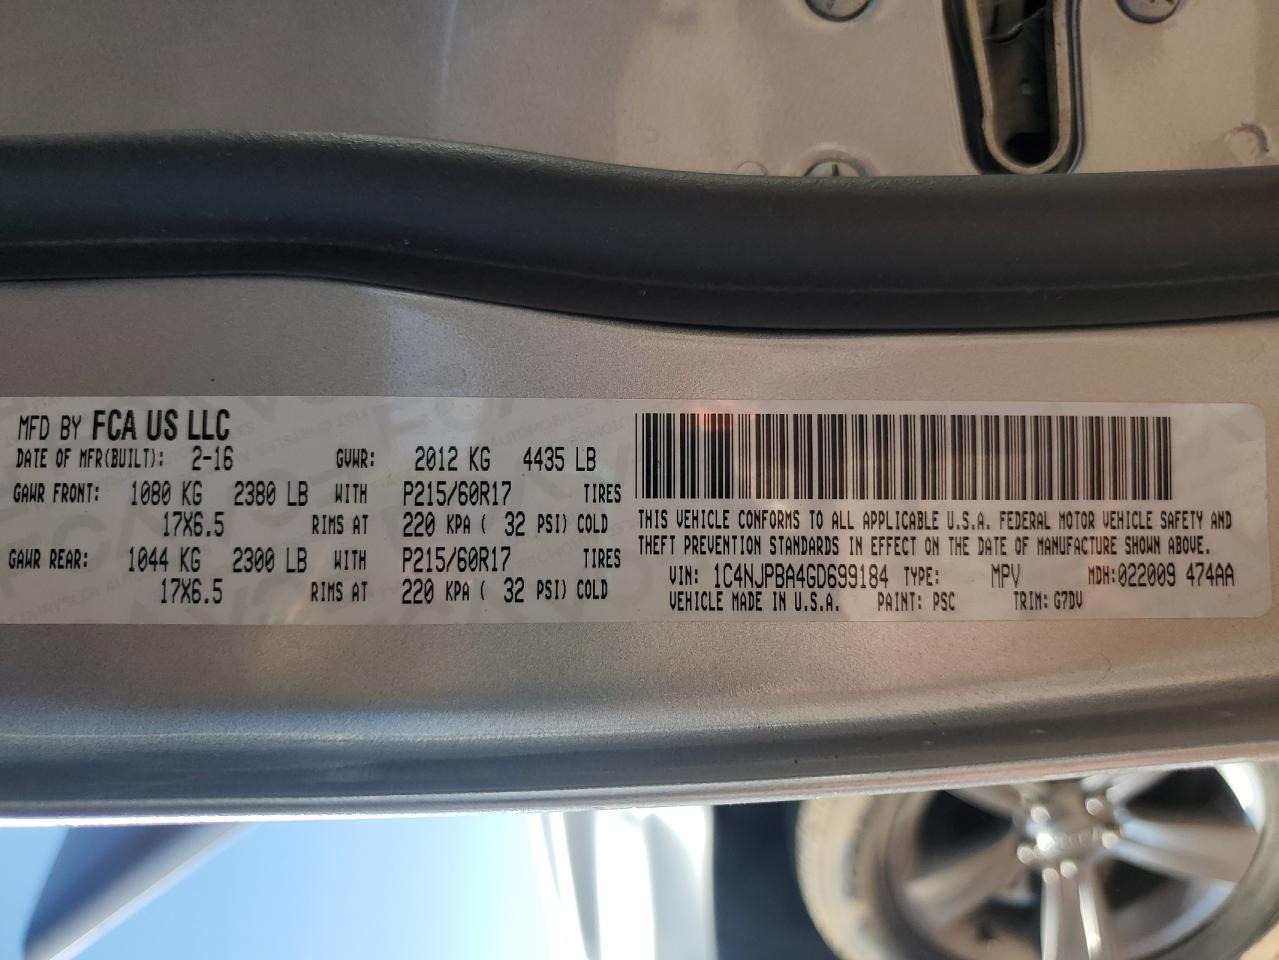 MFD BY FCA US LLC
DATE OF MFR(BUILT): 2-16 GVWR: 2012 KG 4435 LB
GAWR FRONT: 1080 KG 2380 LB WITH P215/60R17 TIRES
17X6.5 RIMS AT 220 KPA ( 32 PSI) COLD
GAWR REAR: 1044 KG 2300 LB WITH P215/60R17 TIRES
17X6.5 RIMS AT 220 KPA ( 32 PSI) COLD
THIS VEHICLE CONFORMS TO ALL APPLICABLE U.S.A. FEDERAL MOTOR VEHICLE SAFETY AND
THEFT PREVENTION STANDARDS IN EFFECT ON THE DATE OF MANUFACTURE SHOWN ABOVE.
VIN: 1C4NJPBA4GD699184 TYPE: MPV MDH:022009 474AA
VEHICLE MADE IN U.S.A. PAINT: PSC TRIM: G7DV